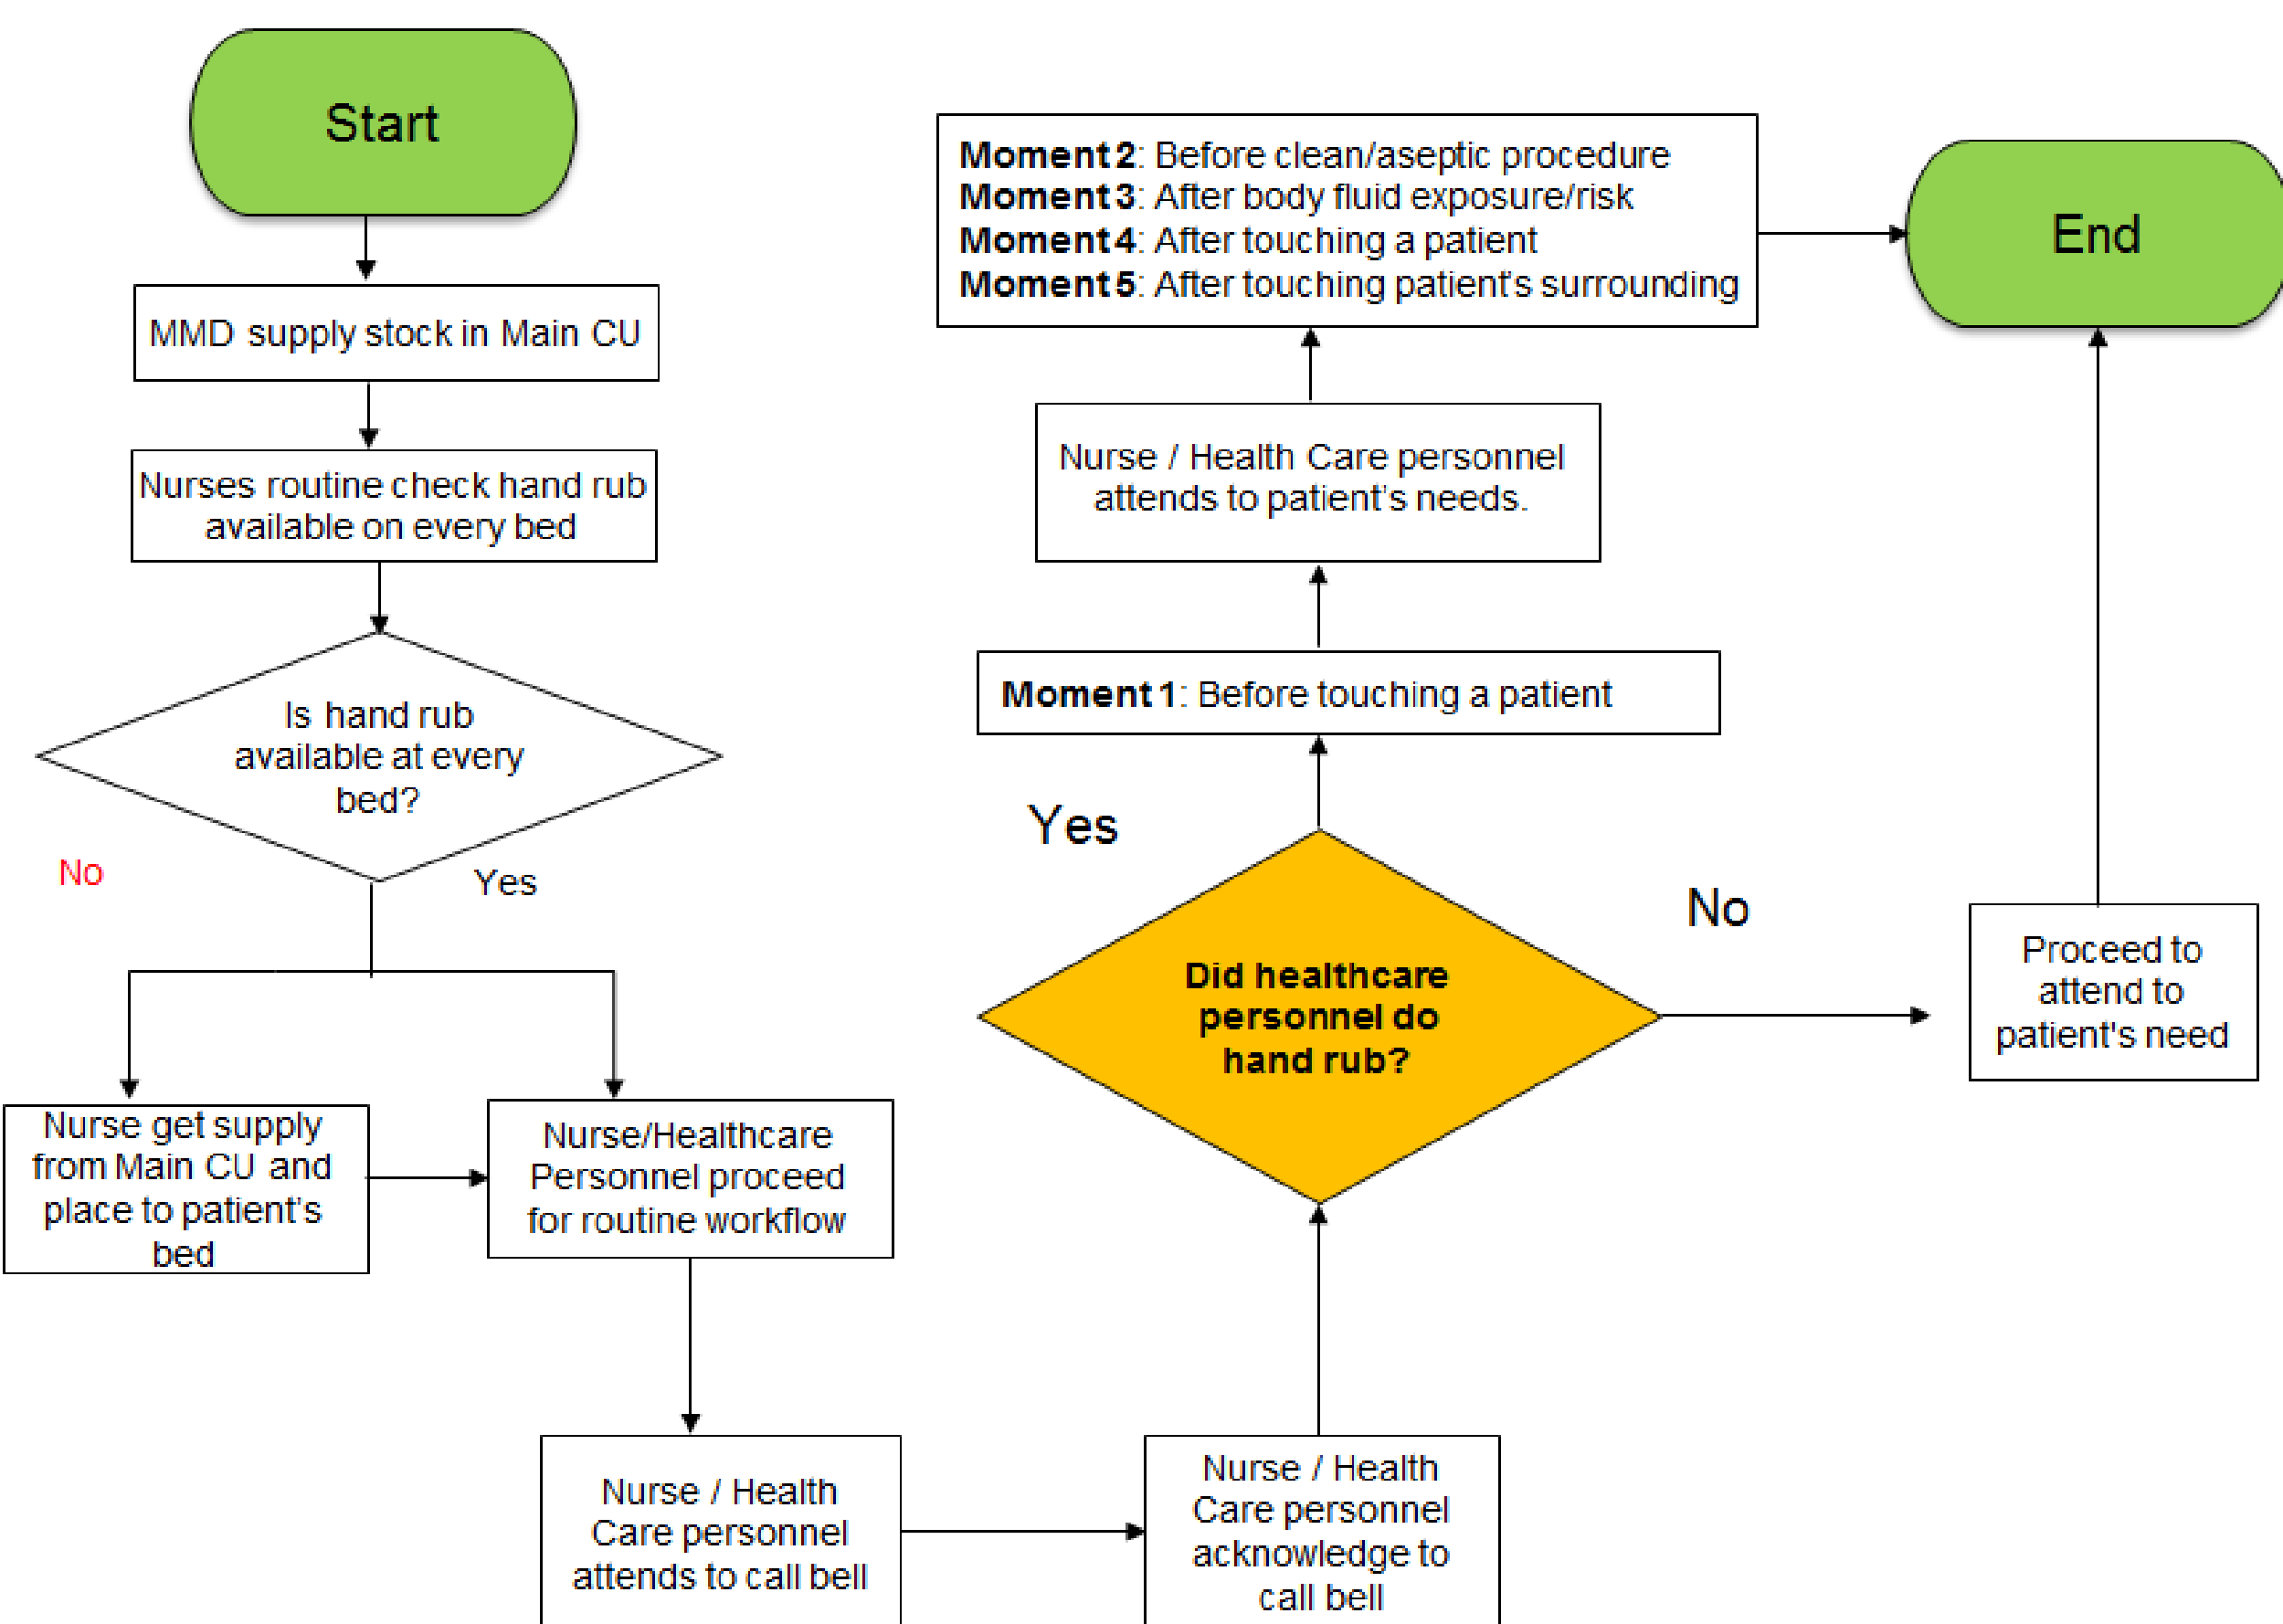 Start
MMD supply stock in Main CU
Nurses routine check hand rub
available on every bed
Is hand rub
available at every
bed?
No
Yes
Nurse get supply
from Main CU and
place to patient's
bed
Nurse/Healthcare
Personnel proceed
for routine workflow
Nurse / Health
Care personnel
attends to call bell
Nurse / Health
Care personnel
acknowledge to
call bell
Did healthcare
personnel do
hand rub?
Yes
No
Moment 1: Before touching a patient
Nurse / Health Care personnel
attends to patient's needs.
Moment 2: Before clean/aseptic procedure
Moment 3: After body fluid exposure/risk
Moment 4: After touching a patient
Moment 5: After touching patient's surrounding
Proceed to
attend to
patient's need
End